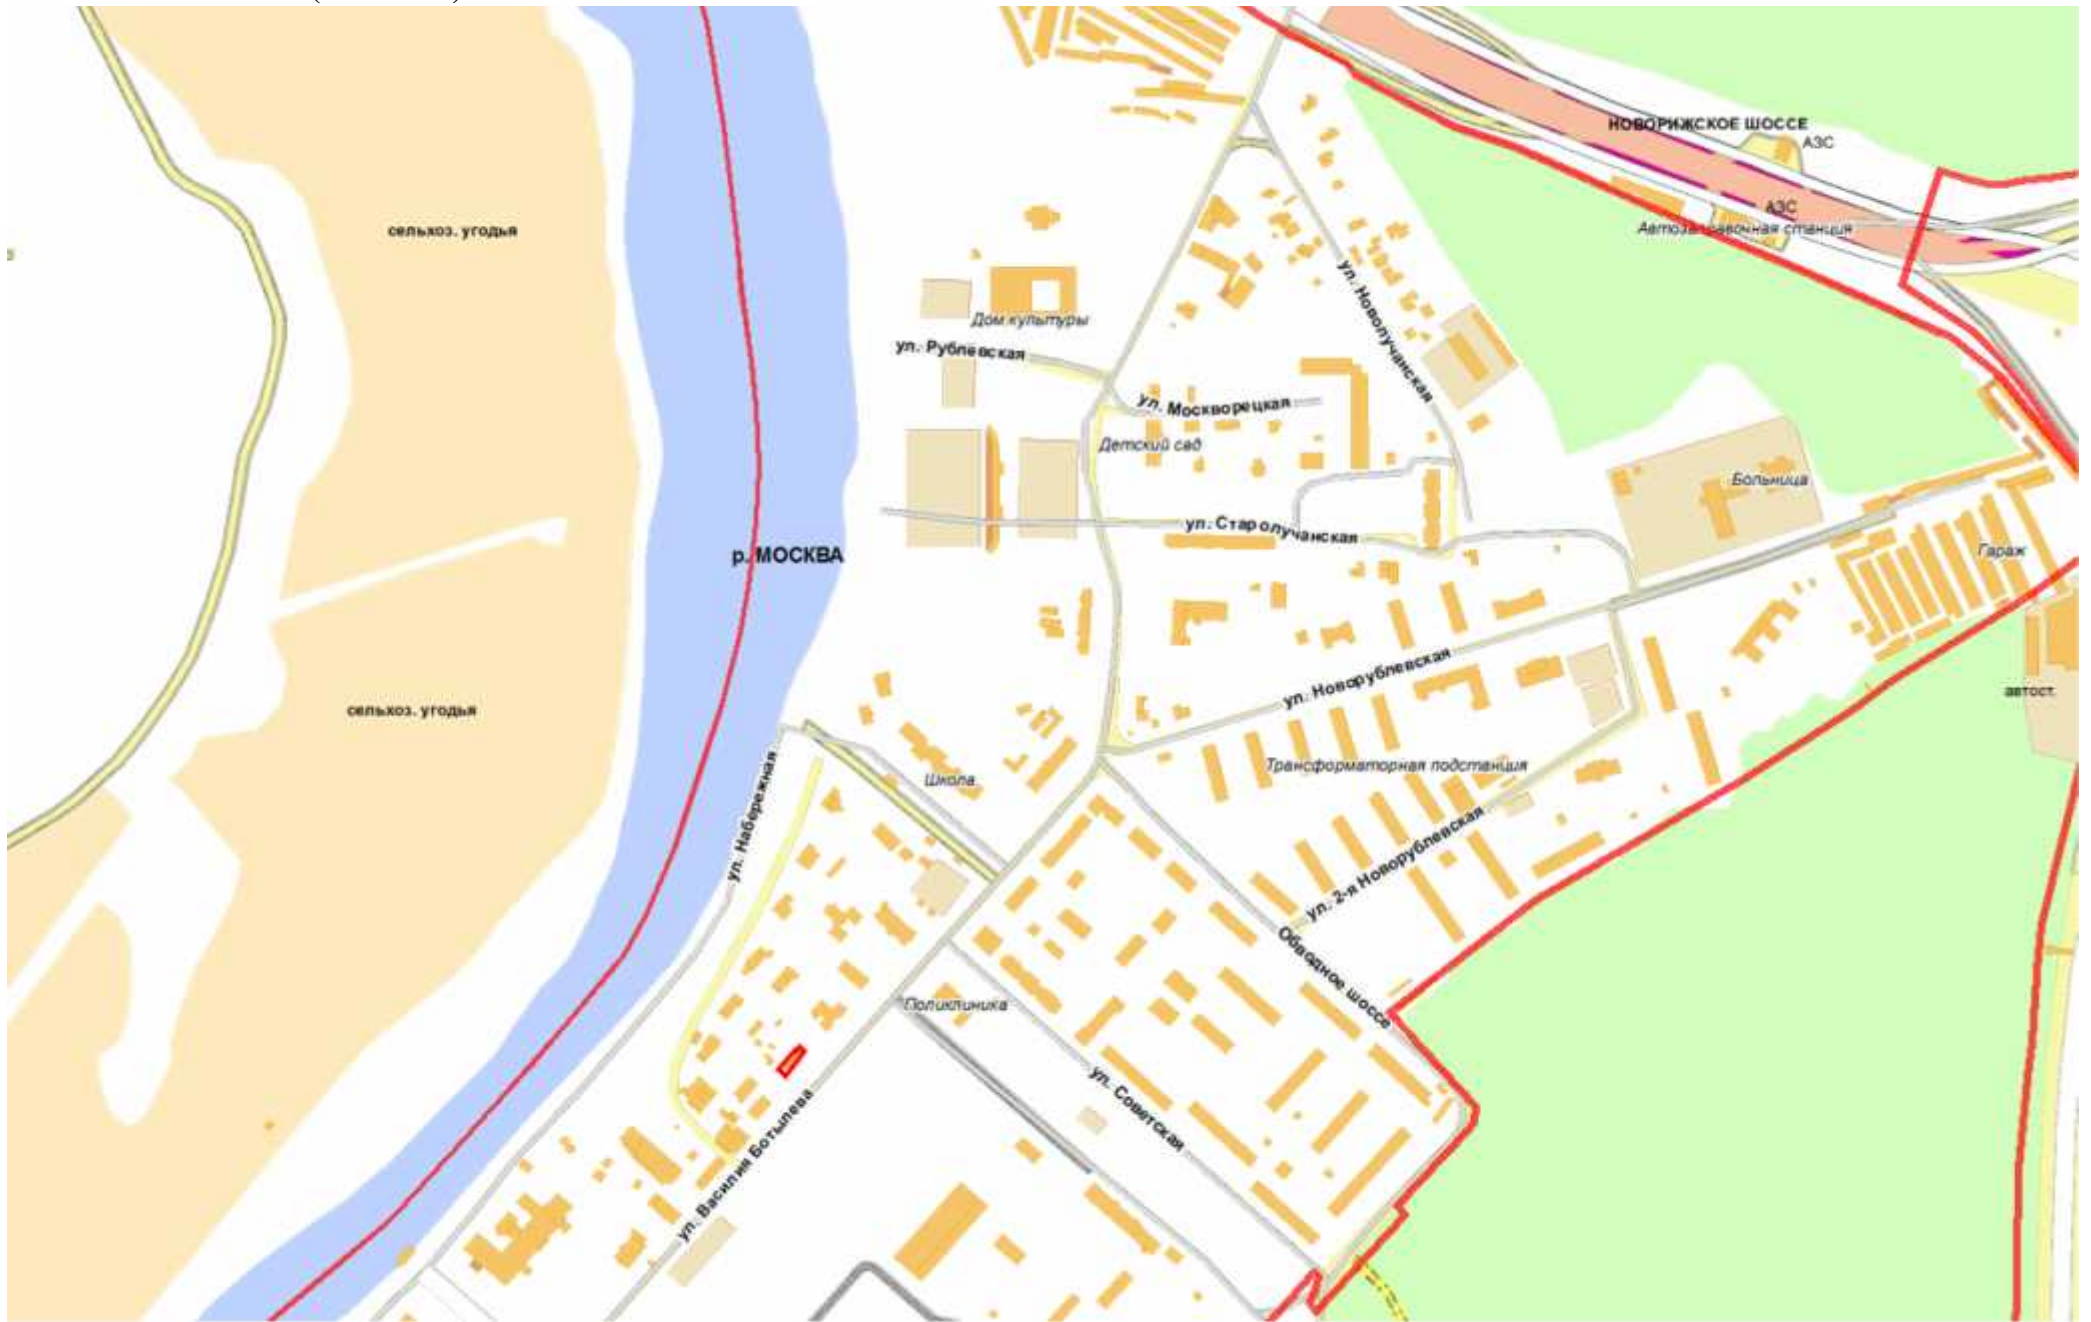 НОВОРИЖСКОЕ ШОССЕ
АЗС
АЗС
Автозаправочная станция
сельхоз. угодья
ул. Новолучанская
Дом культуры
ул. Рублевская
ул. Москворецкая
Детский сад
Больница
ул. Старолучанская
Гараж
р. МОСКВА
ул. Новорублевская
автост.
сельхоз. угодья
Трансформаторная подстанция
Школа
ул. Набережная
ул. 2-я Новорублевская
Обводное шоссе
Поликлиника
ул. Советская
ул. Василия Ботылева